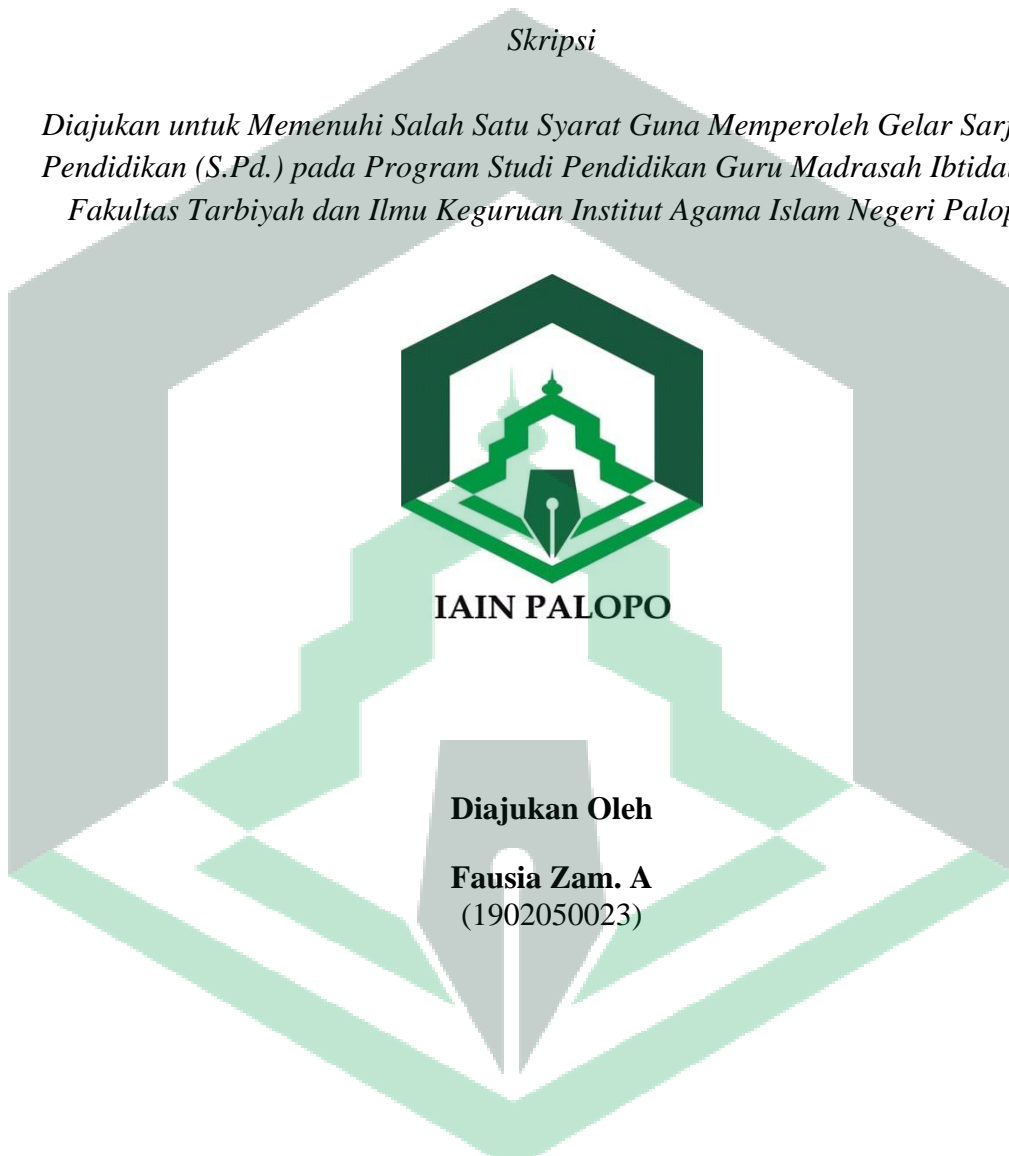 Skripsi
Diajukan untuk Memenuhi Salah Satu Syarat Guna Memperoleh Gelar Sarj
Pendidikan (S.Pd.) pada Program Studi Pendidikan Guru Madrasah Ibtida
Fakultas Tarbiyah dan Ilmu Keguruan Institut Agama Islam Negeri Palop
IAIN PALOPO
Diajukan Oleh
Fausia Zam. A
(1902050023)